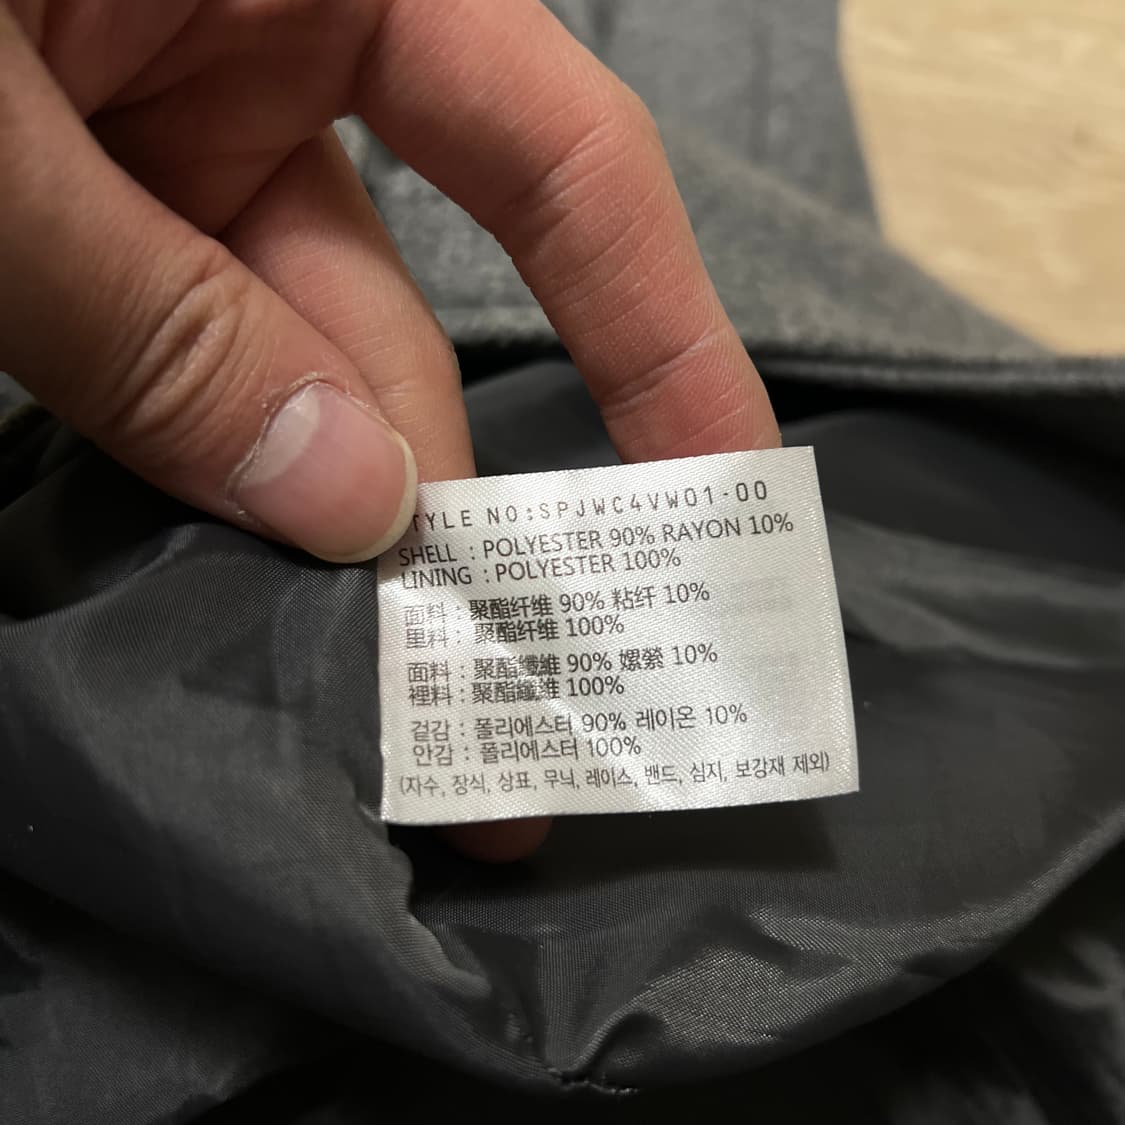 TYLE NO:SPJWC4VW01-00
SHELL : POLYESTER 90% RAYON 10%
LINING : POLYESTER 100%
面料 : 聚酯纤维 90% 粘纤 10%
里料 : 聚酯纤维 100%
面料 : 聚酯纖維 90% 嫘縈 10%
裡料 : 聚酯纖維 100%
겉감 : 폴리에스터 90% 레이온 10%
안감 : 폴리에스터 100%
(자수, 장식, 상표, 무늬, 레이스, 밴드, 심지, 보강재 제외)